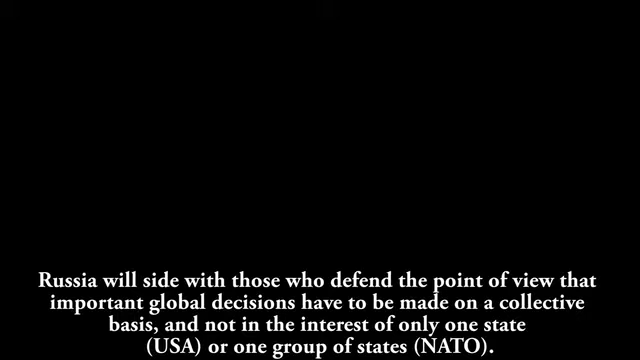 Russia will side with those who defend the point of view that
important global decisions have to be made on a collective
basis, and not in the interest of only one state
(USA) or one group of states (NATO).